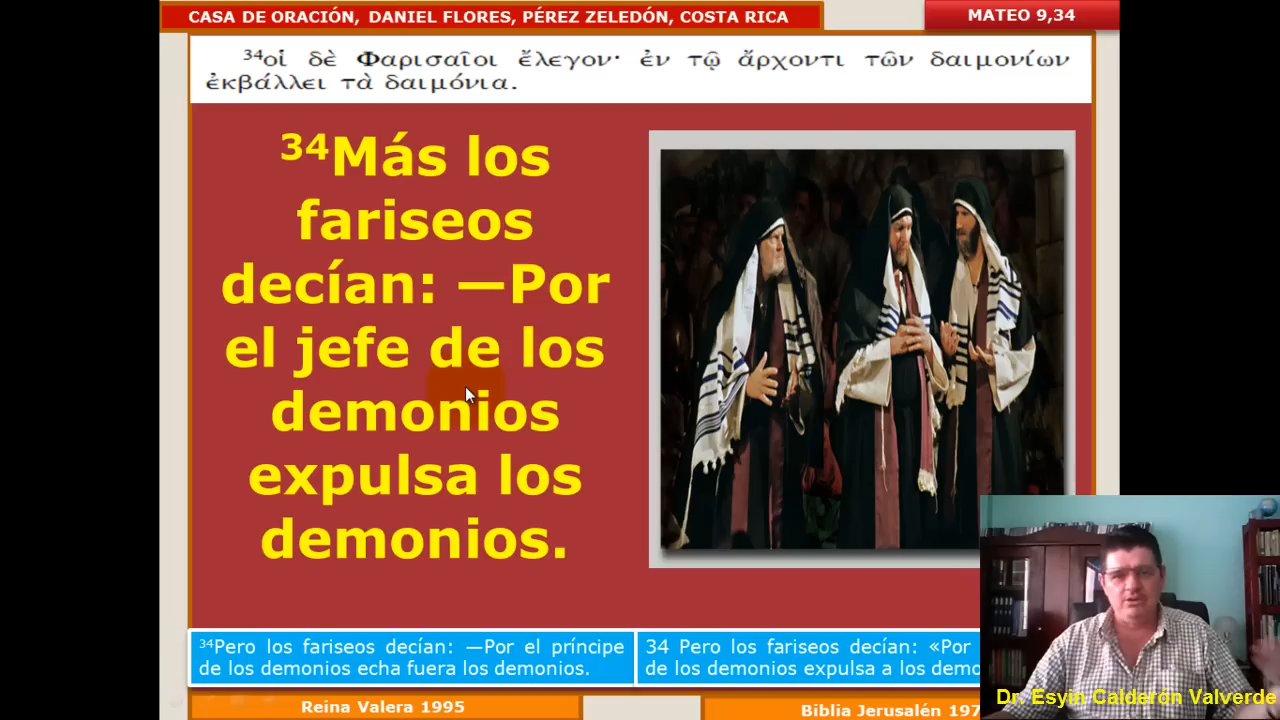 CASA DE ORACIÓN, DANIEL FLORES, PÉREZ ZELEDÓN, COSTA RICA
MATEO 9,34
³⁴οἱ δὲ Φαρισαῖοι ἔλεγον· ἐν τῷ ἄρχοντι τῶν δαιμονίων
ἐκβάλλει τὰ δαιμόνια.
³⁴Más los
fariseos
decían: —Por
el jefe de los
demonios
expulsa los
demonios.
³⁴Pero los fariseos decían: —Por el príncipe
de los demonios echa fuera los demonios.
34 Pero los fariseos decían: «Por
de los demonios expulsa a los demo
Reina Valera 1995
Biblia Jerusalén 197
Dr. Esyin Calderón Valverde